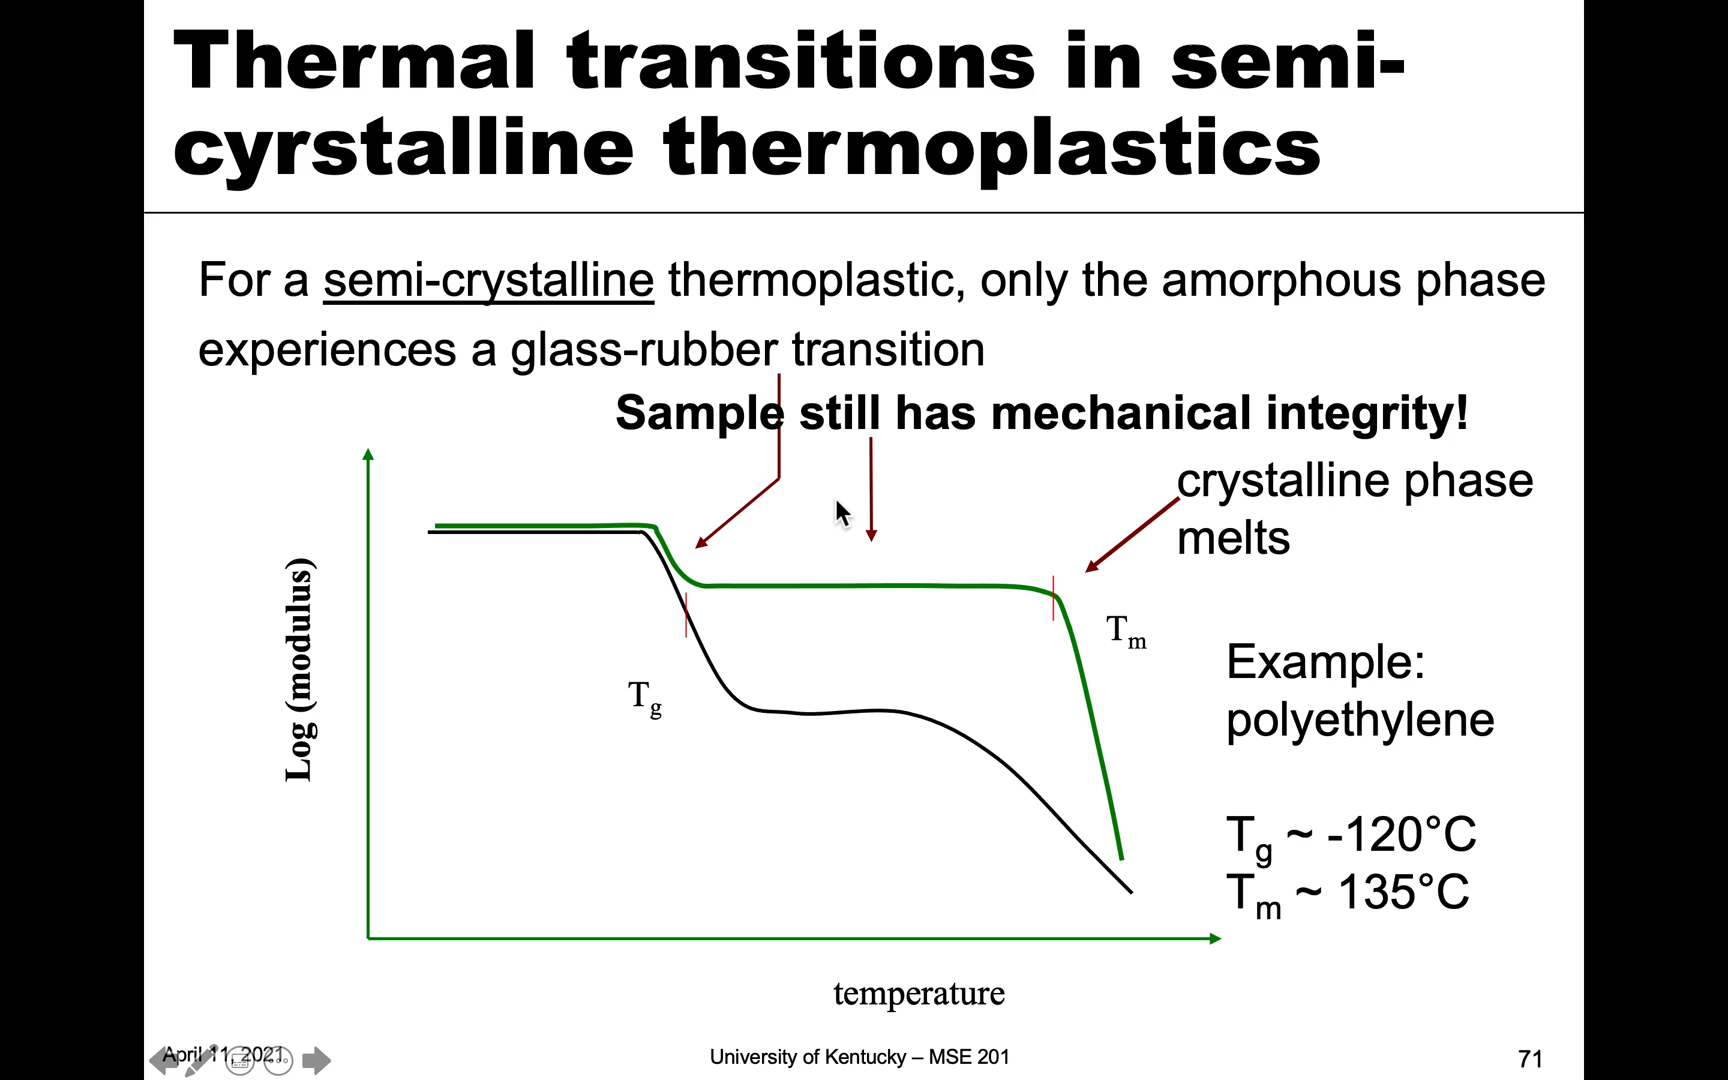 Thermal transitions in semi-
cyrstalline thermoplastics
For a semi-crystalline thermoplastic, only the amorphous phase
experiences a glass-rubber transition
Sample still has mechanical integrity!
crystalline phase
melts
Log (modulus)
Tg
Tm
Example:
polyethylene
Tg ~ -120°C
Tm ~ 135°C
temperature
April 11, 2021
University of Kentucky – MSE 201
71